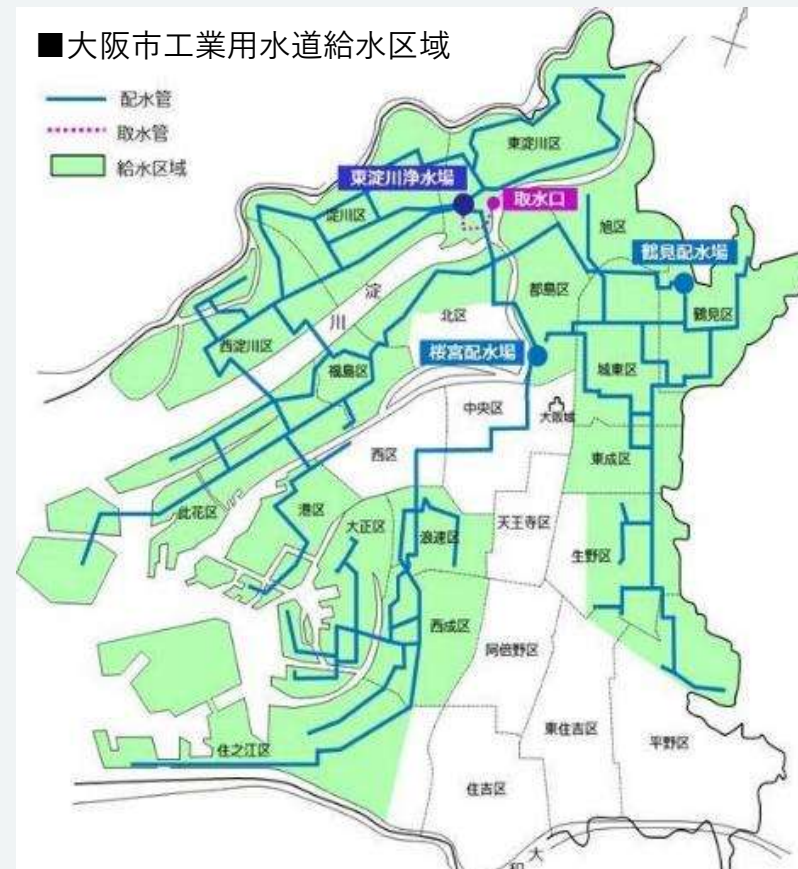 ■大阪市工業用水道給水区域
配水管
取水管
給水区域
東淀川区
東淀川浄水場
取水口
淀川区
旭区
鶴見配水場
淀
川
都島区
北区
鶴見区
西淀川区
桜宮配水場
福島区
城東区
中央区
大阪城
西区
東成区
此花区
港区
大正区
浪速区
天王寺区
生野区
西成区
阿倍野区
東住吉区
平野区
住之江区
住吉区
大
和